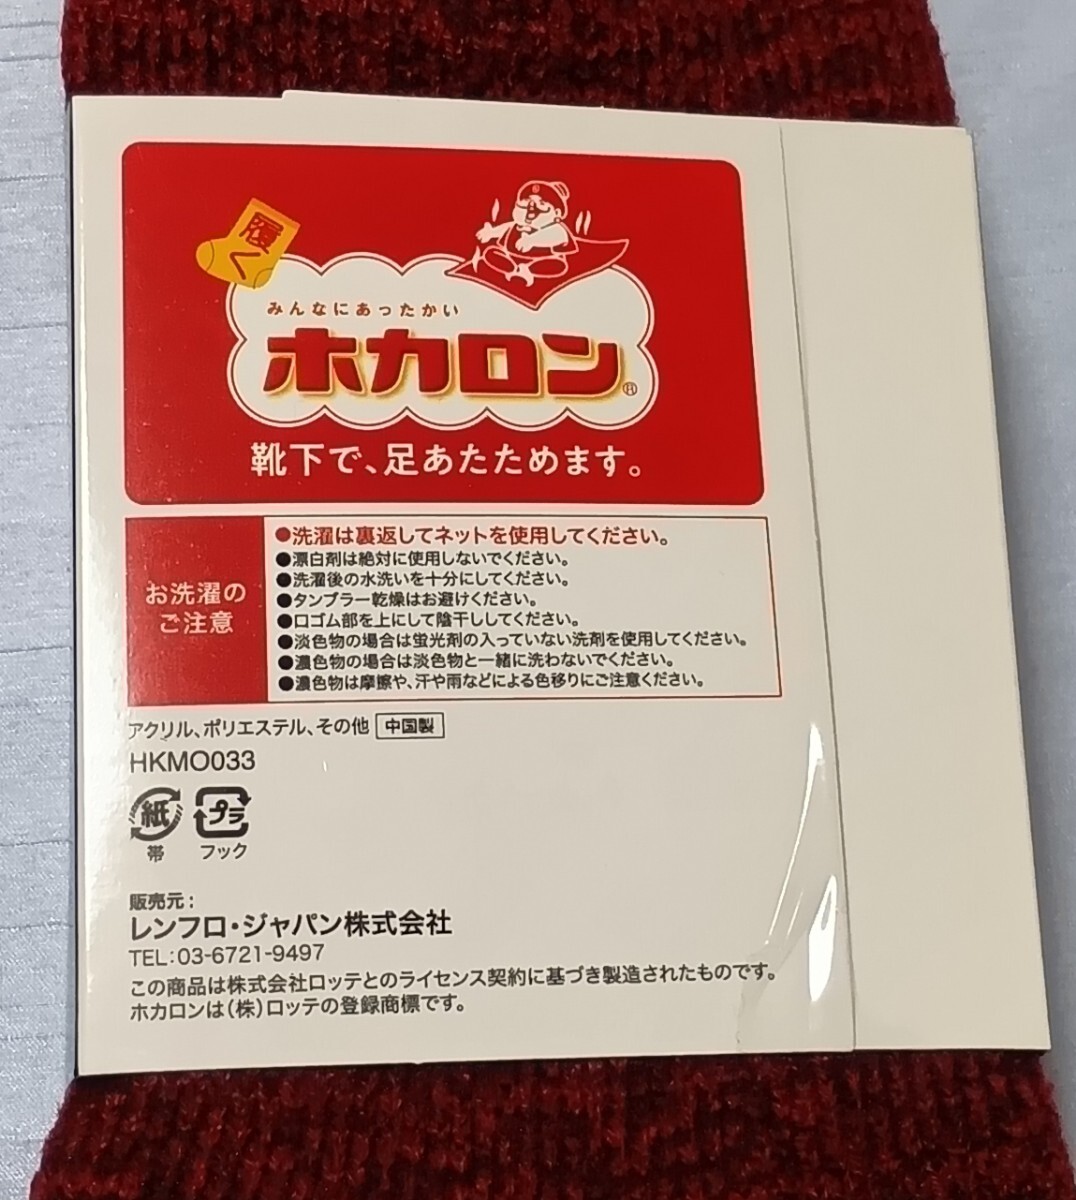 履く
みんなにあったかい
ホカロン®
靴下で、足あたためます。
お洗濯の
ご注意
●洗濯は裏返してネットを使用してください。
●漂白剤は絶対に使用しないでください。
●洗濯後の水洗いを十分にしてください。
●タンブラー乾燥はお避けください。
●口ゴム部を上にして陰干ししてください。
●淡色物の場合は蛍光剤の入っていない洗剤を使用してください。
●濃色物の場合は淡色物と一緒に洗わないでください。
●濃色物は摩擦や、汗や雨などによる色移りにご注意ください。
アクリル、ポリエステル、その他 中国製
HKMO033
紙 プラ
帯 フック
販売元：
レンフロ・ジャパン株式会社
TEL:03-6721-9497
この商品は株式会社ロッテとのライセンス契約に基づき製造されたものです。
ホカロンは(株)ロッテの登録商標です。